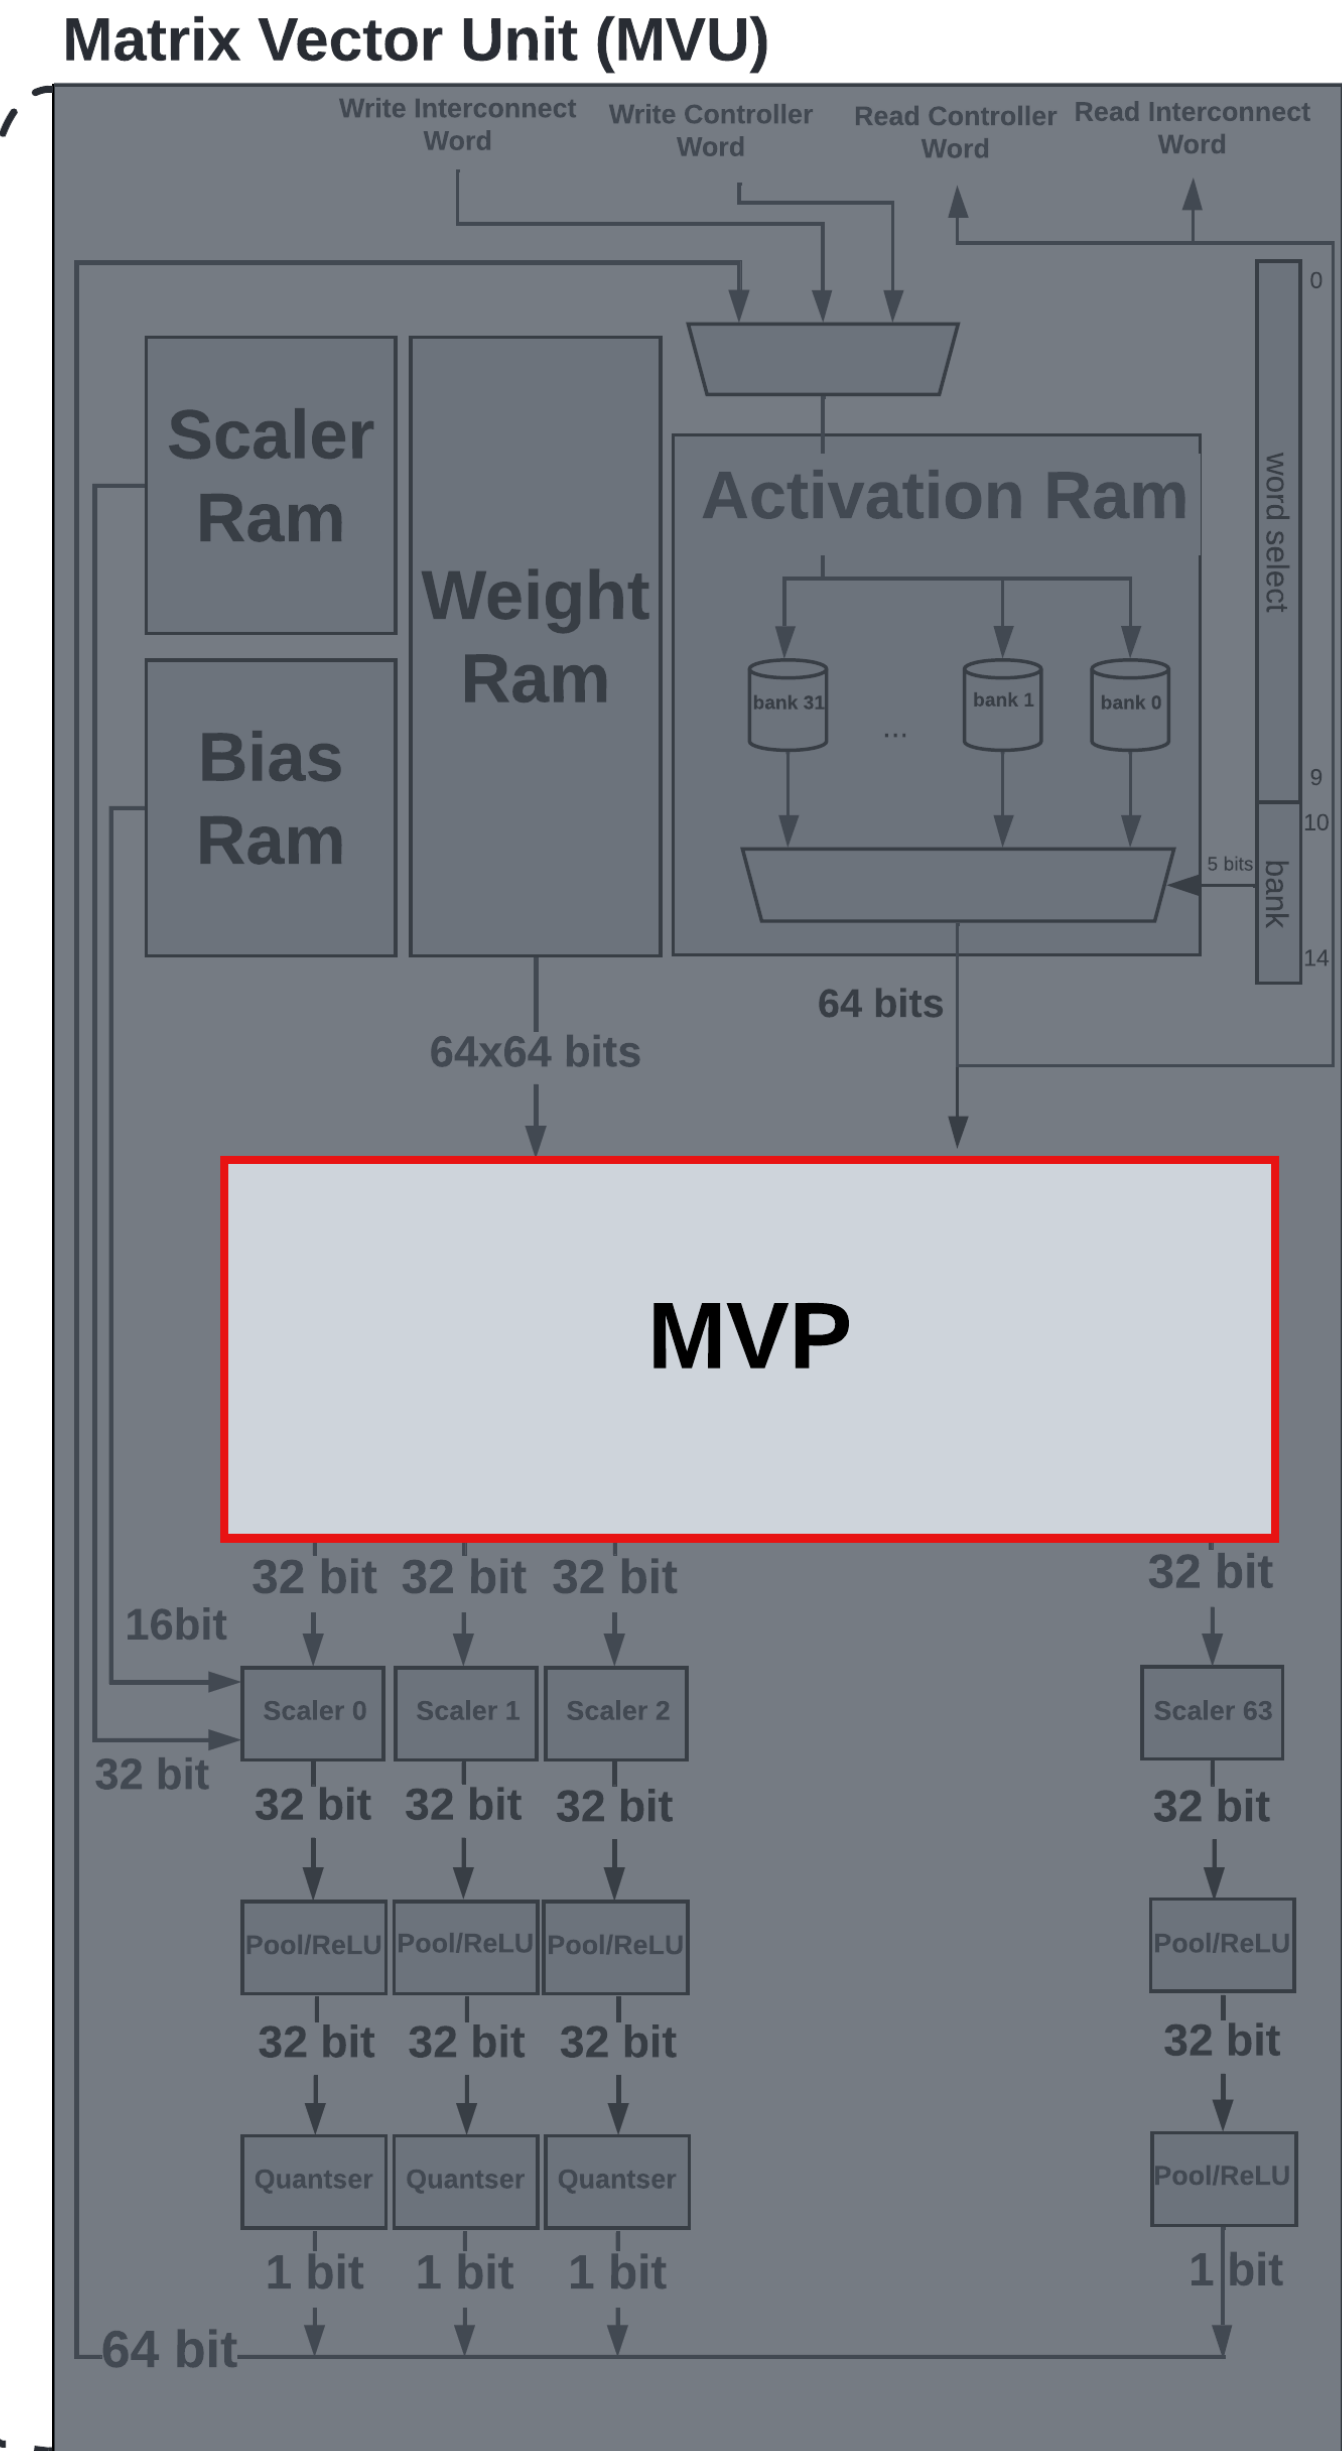 Matrix Vector Unit (MVU)
Write Interconnect
Word
Write Controller
Word
Read Controller
Word
Read Interconnect
Word
0
Scaler
Ram
Weight
Ram
Activation Ram
word select
bank 31
...
bank 1
bank 0
9
10
Bias
Ram
5 bits
bank
14
64 bits
64x64 bits
MVP
32 bit
32 bit
32 bit
32 bit
16bit
Scaler 0
Scaler 1
Scaler 2
Scaler 63
32 bit
32 bit
32 bit
32 bit
32 bit
Pool/ReLU
Pool/ReLU
Pool/ReLU
Pool/ReLU
32 bit
32 bit
32 bit
32 bit
Quantser
Quantser
Quantser
Pool/ReLU
1 bit
1 bit
1 bit
1 bit
64 bit